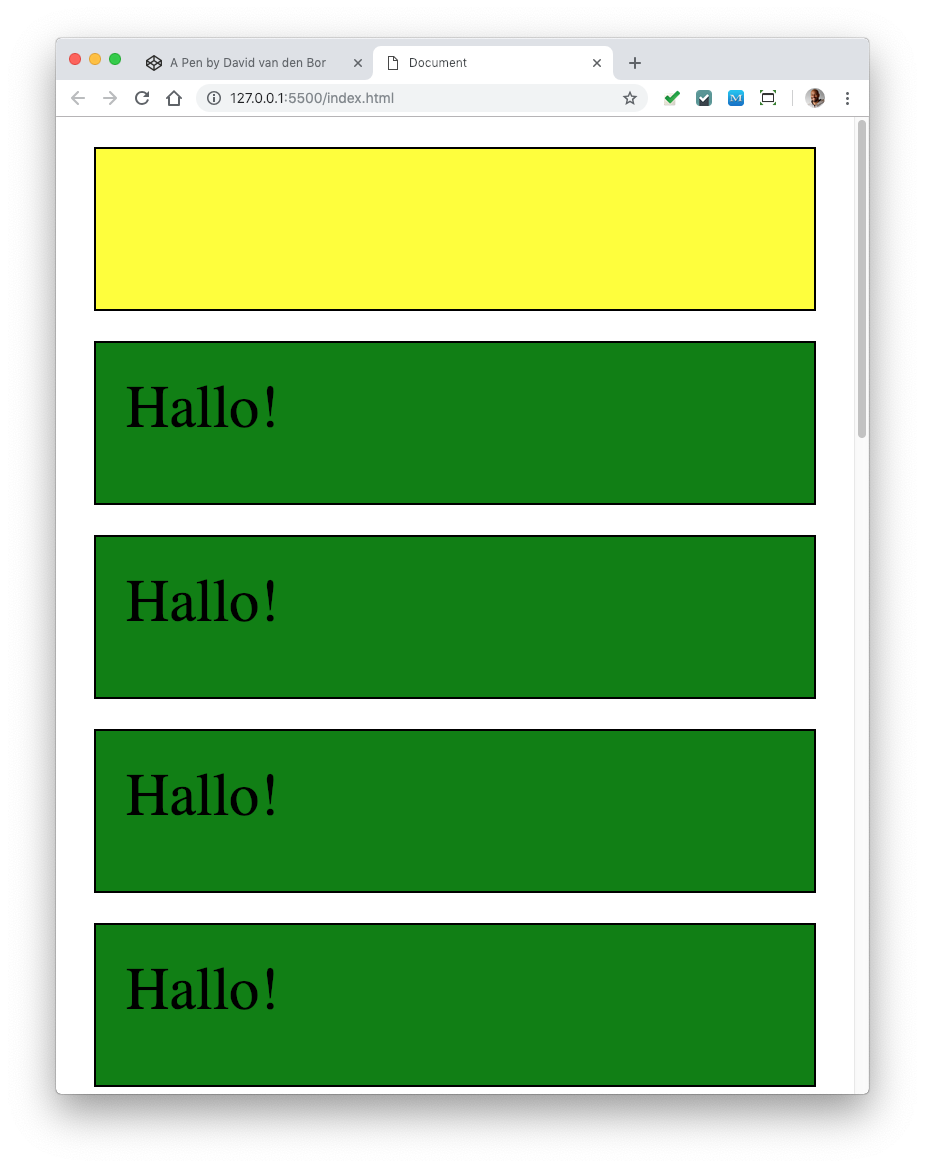 A Pen by David van den Bor
Document
127.0.0.1:5500/index.html
M
Hallo!
Hallo!
Hallo!
Hallo!